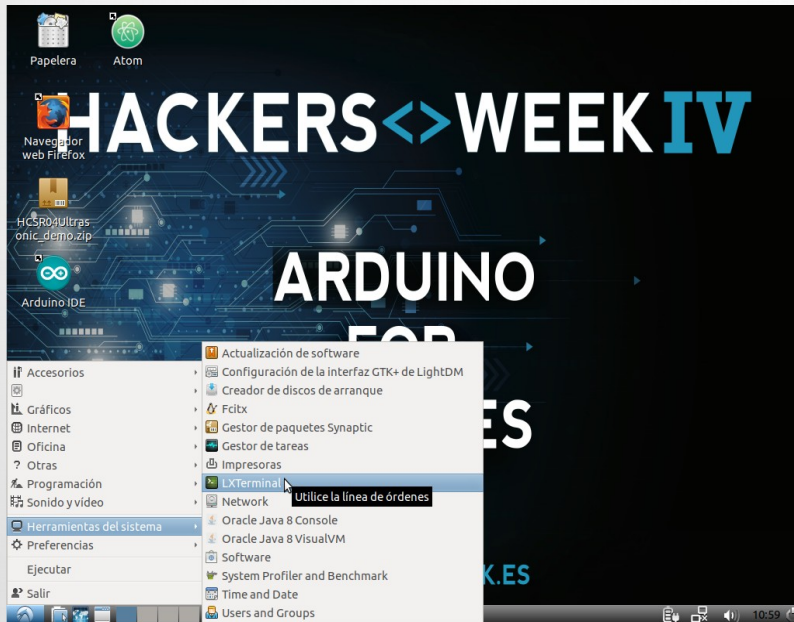 Papelera
Atom
HACKERS<>WEEK IV
Navegador
web Firefox
HCSR04Ultras
onic_demo.zip
ARDUINO
FOR
ES
Arduino IDE
Accesorios
Gráficos
Internet
Oficina
Otras
Programación
Sonido y vídeo
Herramientas del sistema
Preferencias
Ejecutar
Salir
Actualización de software
Configuración de la interfaz GTK+ de LightDM
Creador de discos de arranque
Fcitx
Gestor de paquetes Synaptic
Gestor de tareas
Impresoras
LXTerminal
Utilice la línea de órdenes
Network
Oracle Java 8 Console
Oracle Java 8 VisualVM
Software
System Profiler and Benchmark
Time and Date
Users and Groups
K.ES
10:59